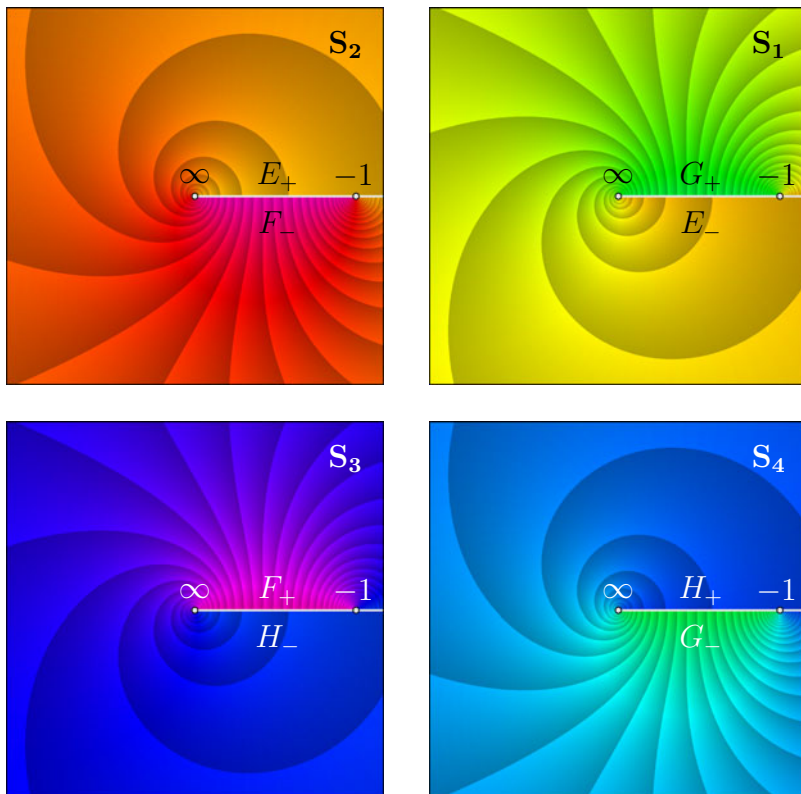 S₂
∞ E₊ −1
F₋
S₁
∞ G₊ −1
E₋
S₃
∞ F₊ −1
H₋
S₄
∞ H₊ −1
G₋